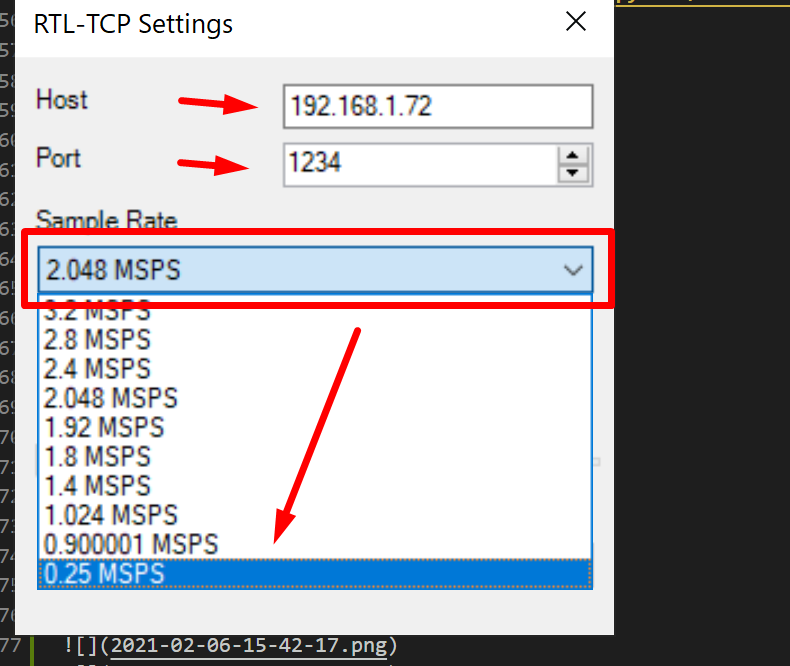 RTL-TCP Settings
Host
192.168.1.72
Port
1234
Sample Rate
2.048 MSPS
3.2 MSPS
2.8 MSPS
2.4 MSPS
2.048 MSPS
1.92 MSPS
1.8 MSPS
1.4 MSPS
1.024 MSPS
0.900001 MSPS
0.25 MSPS
77 ![](2021-02-06-15-42-17.png)